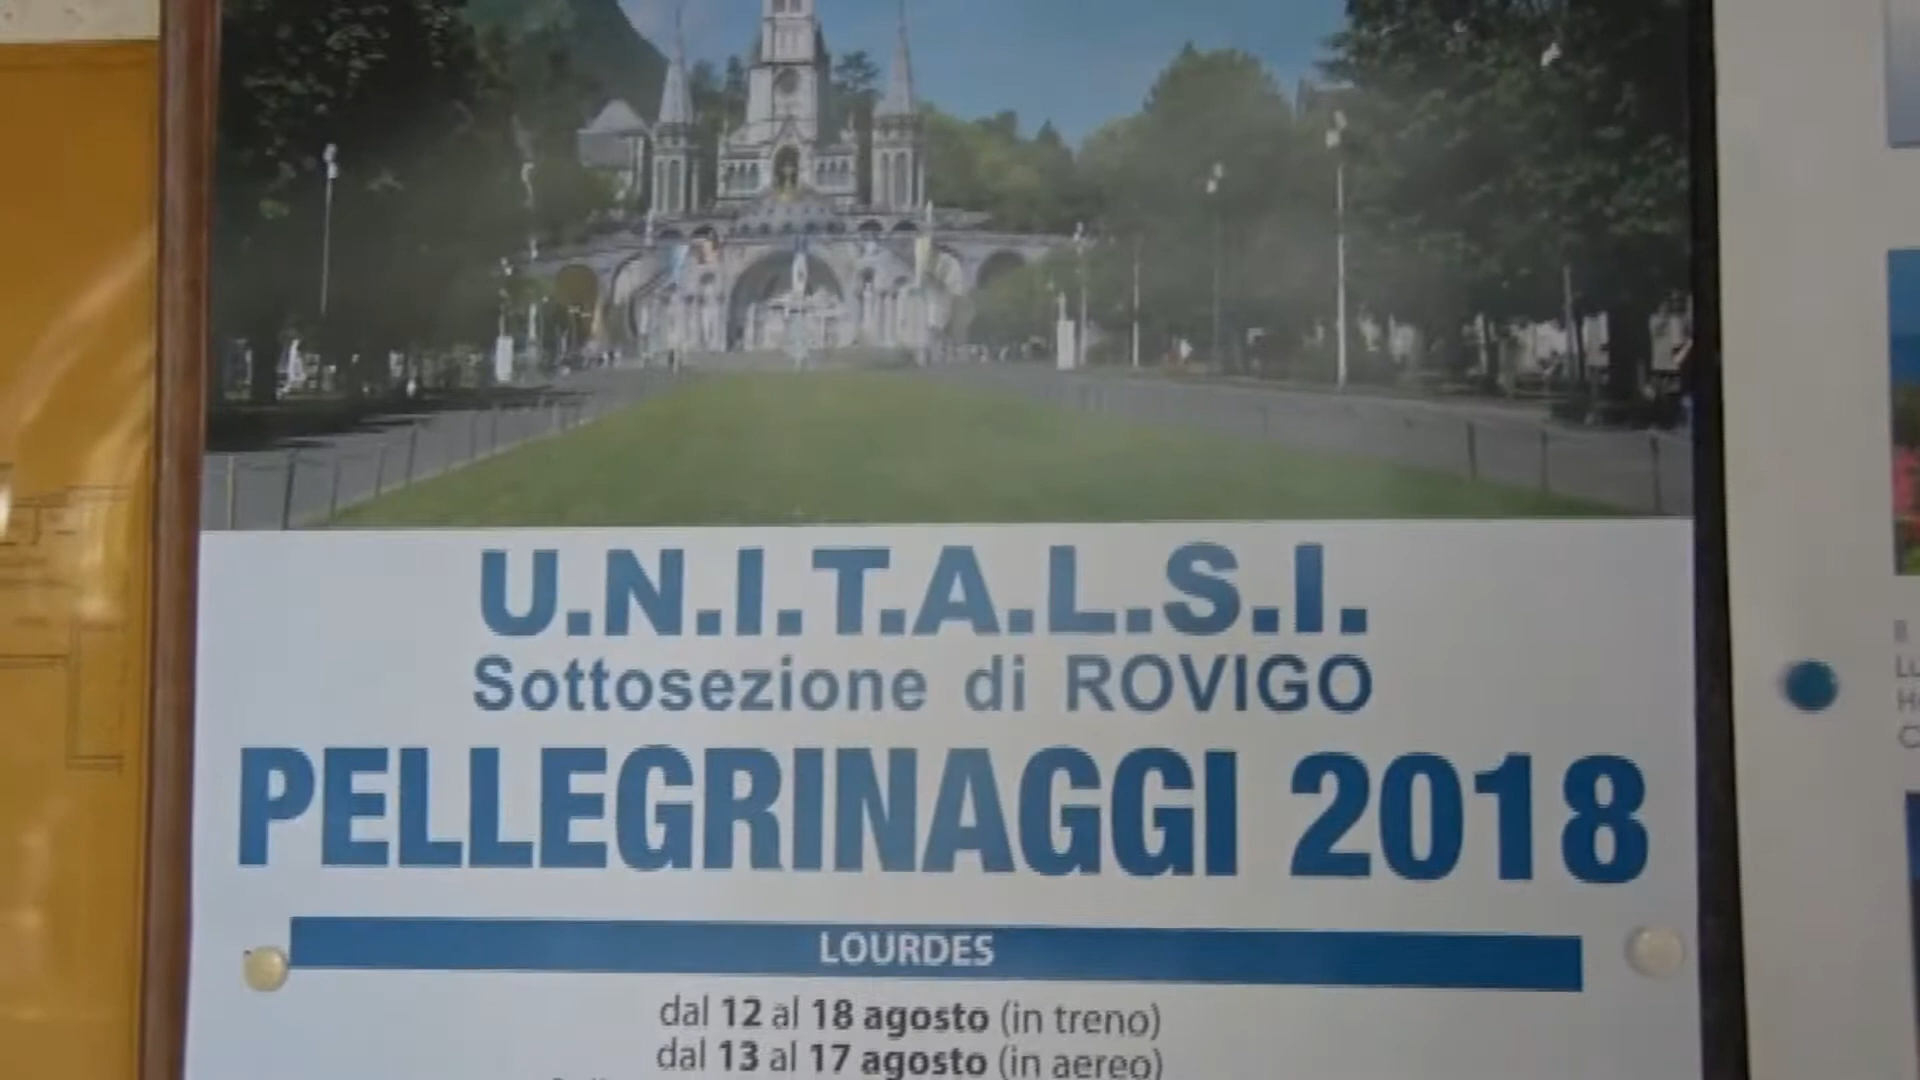 U.N.I.T.A.L.S.I.
Sottosezione di ROVIGO
PELLEGRINAGGI 2018
LOURDES
dal 12 al 18 agosto (in treno)
dal 13 al 17 agosto (in aereo)